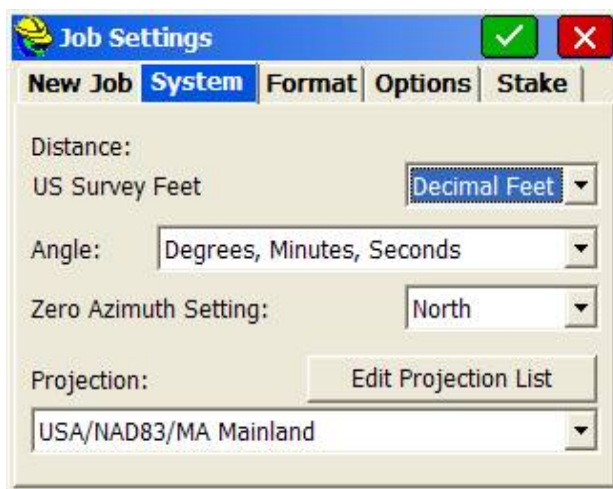 Job Settings
New Job System Format Options Stake
Distance:
US Survey Feet Decimal Feet
Angle: Degrees, Minutes, Seconds
Zero Azimuth Setting: North
Projection: Edit Projection List
USA/NAD83/MA Mainland